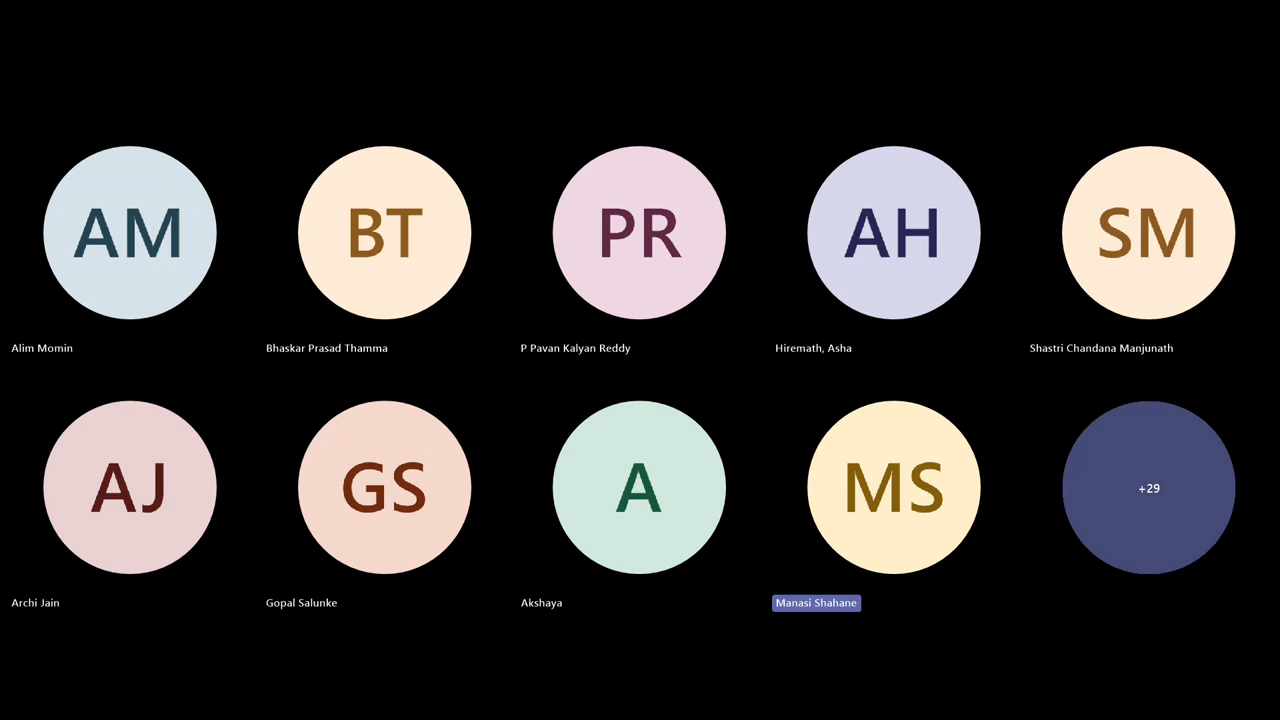 AM
BT
PR
AH
SM
Alim Momin
Bhaskar Prasad Thamma
P Pavan Kalyan Reddy
Hiremath, Asha
Shastri Chandana Manjunath
AJ
GS
A
MS
+29
Archi Jain
Gopal Salunke
Akshaya
Manasi Shahane